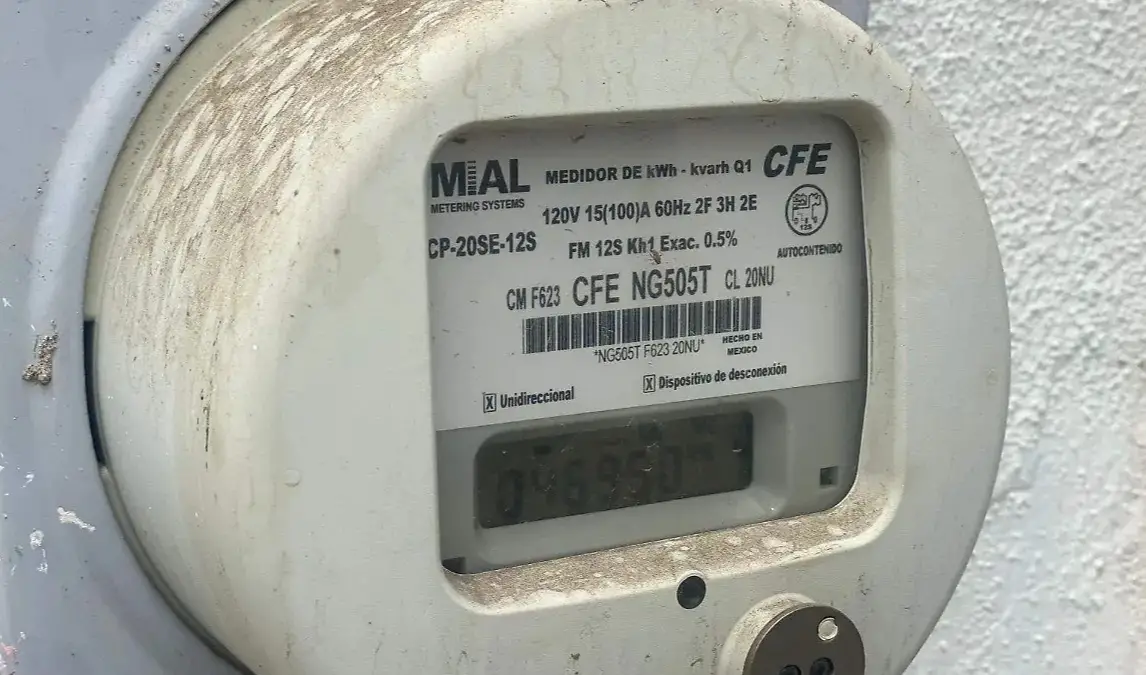 MIAL
METERING SYSTEMS
MEDIDOR DE kWh - kvarh Q1
CFE
120V 15(100)A 60Hz 2F 3H 2E
CP-20SE-12S
FM 12S Kh1 Exac. 0.5%
12S
AUTOCONTENIDO
CM F623 CFE NG505T CL 20NU
*NG505T F623 20NU*
HECHO EN
MEXICO
X Unidireccional
X Dispositivo de desconexión